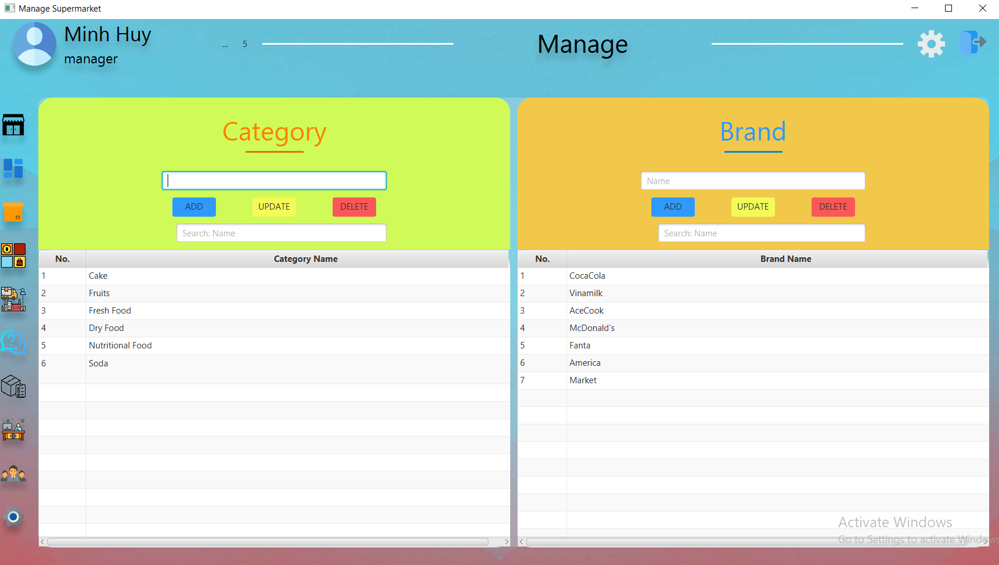 Manage Supermarket
Minh Huy
manager
... 5
Manage
Category
ADD UPDATE DELETE
Search: Name
No. Category Name
1 Cake
2 Fruits
3 Fresh Food
4 Dry Food
5 Nutritional Food
6 Soda
Brand
Name
ADD UPDATE DELETE
Search: Name
No. Brand Name
1 CocaCola
2 Vinamilk
3 AceCook
4 McDonald's
5 Fanta
6 America
7 Market
Activate Windows
Go to Settings to activate Windows